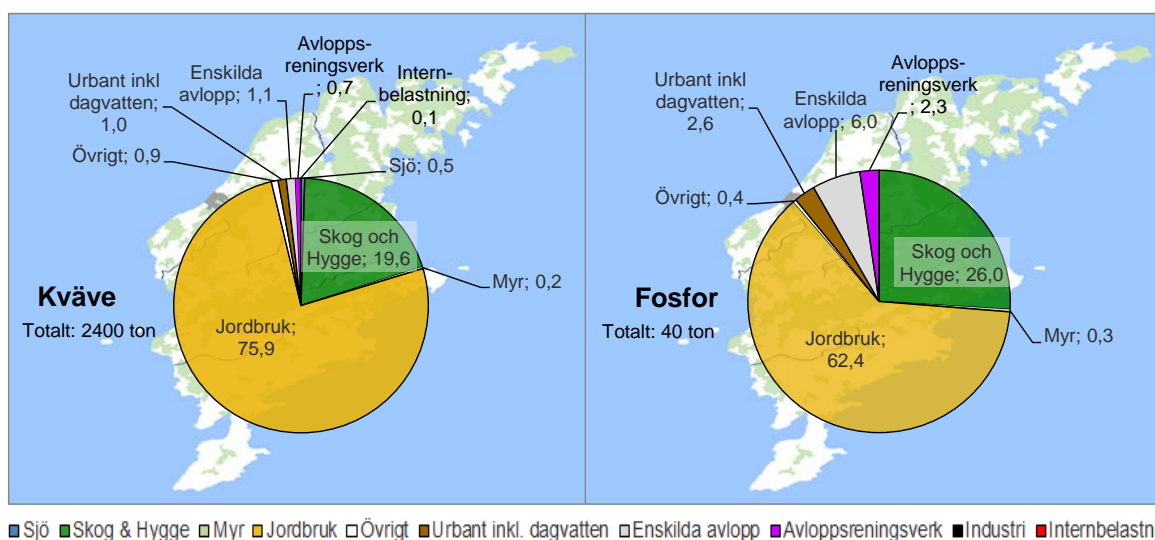 Avlopps-
reningsverk
; 0,7
Urbant inkl
dagvatten;
1,0
Enskilda
avlopp; 1,1
Intern-
belastning;
0,1
Övrigt; 0,9
Sjö; 0,5
Skog och
Hygge; 19,6
Myr; 0,2
Kväve
Totalt: 2400 ton
Jordbruk;
75,9
Avlopps-
reningsverk
; 2,3
Urbant inkl
dagvatten;
2,6
Enskilda
avlopp; 6,0
Övrigt; 0,4
Skog och
Hygge; 26,0
Myr; 0,3
Fosfor
Totalt: 40 ton
Jordbruk;
62,4
Sjö Skog & Hygge Myr Jordbruk Övrigt Urbant inkl. dagvatten Enskilda avlopp Avloppsreningsverk Industri Internbelastn